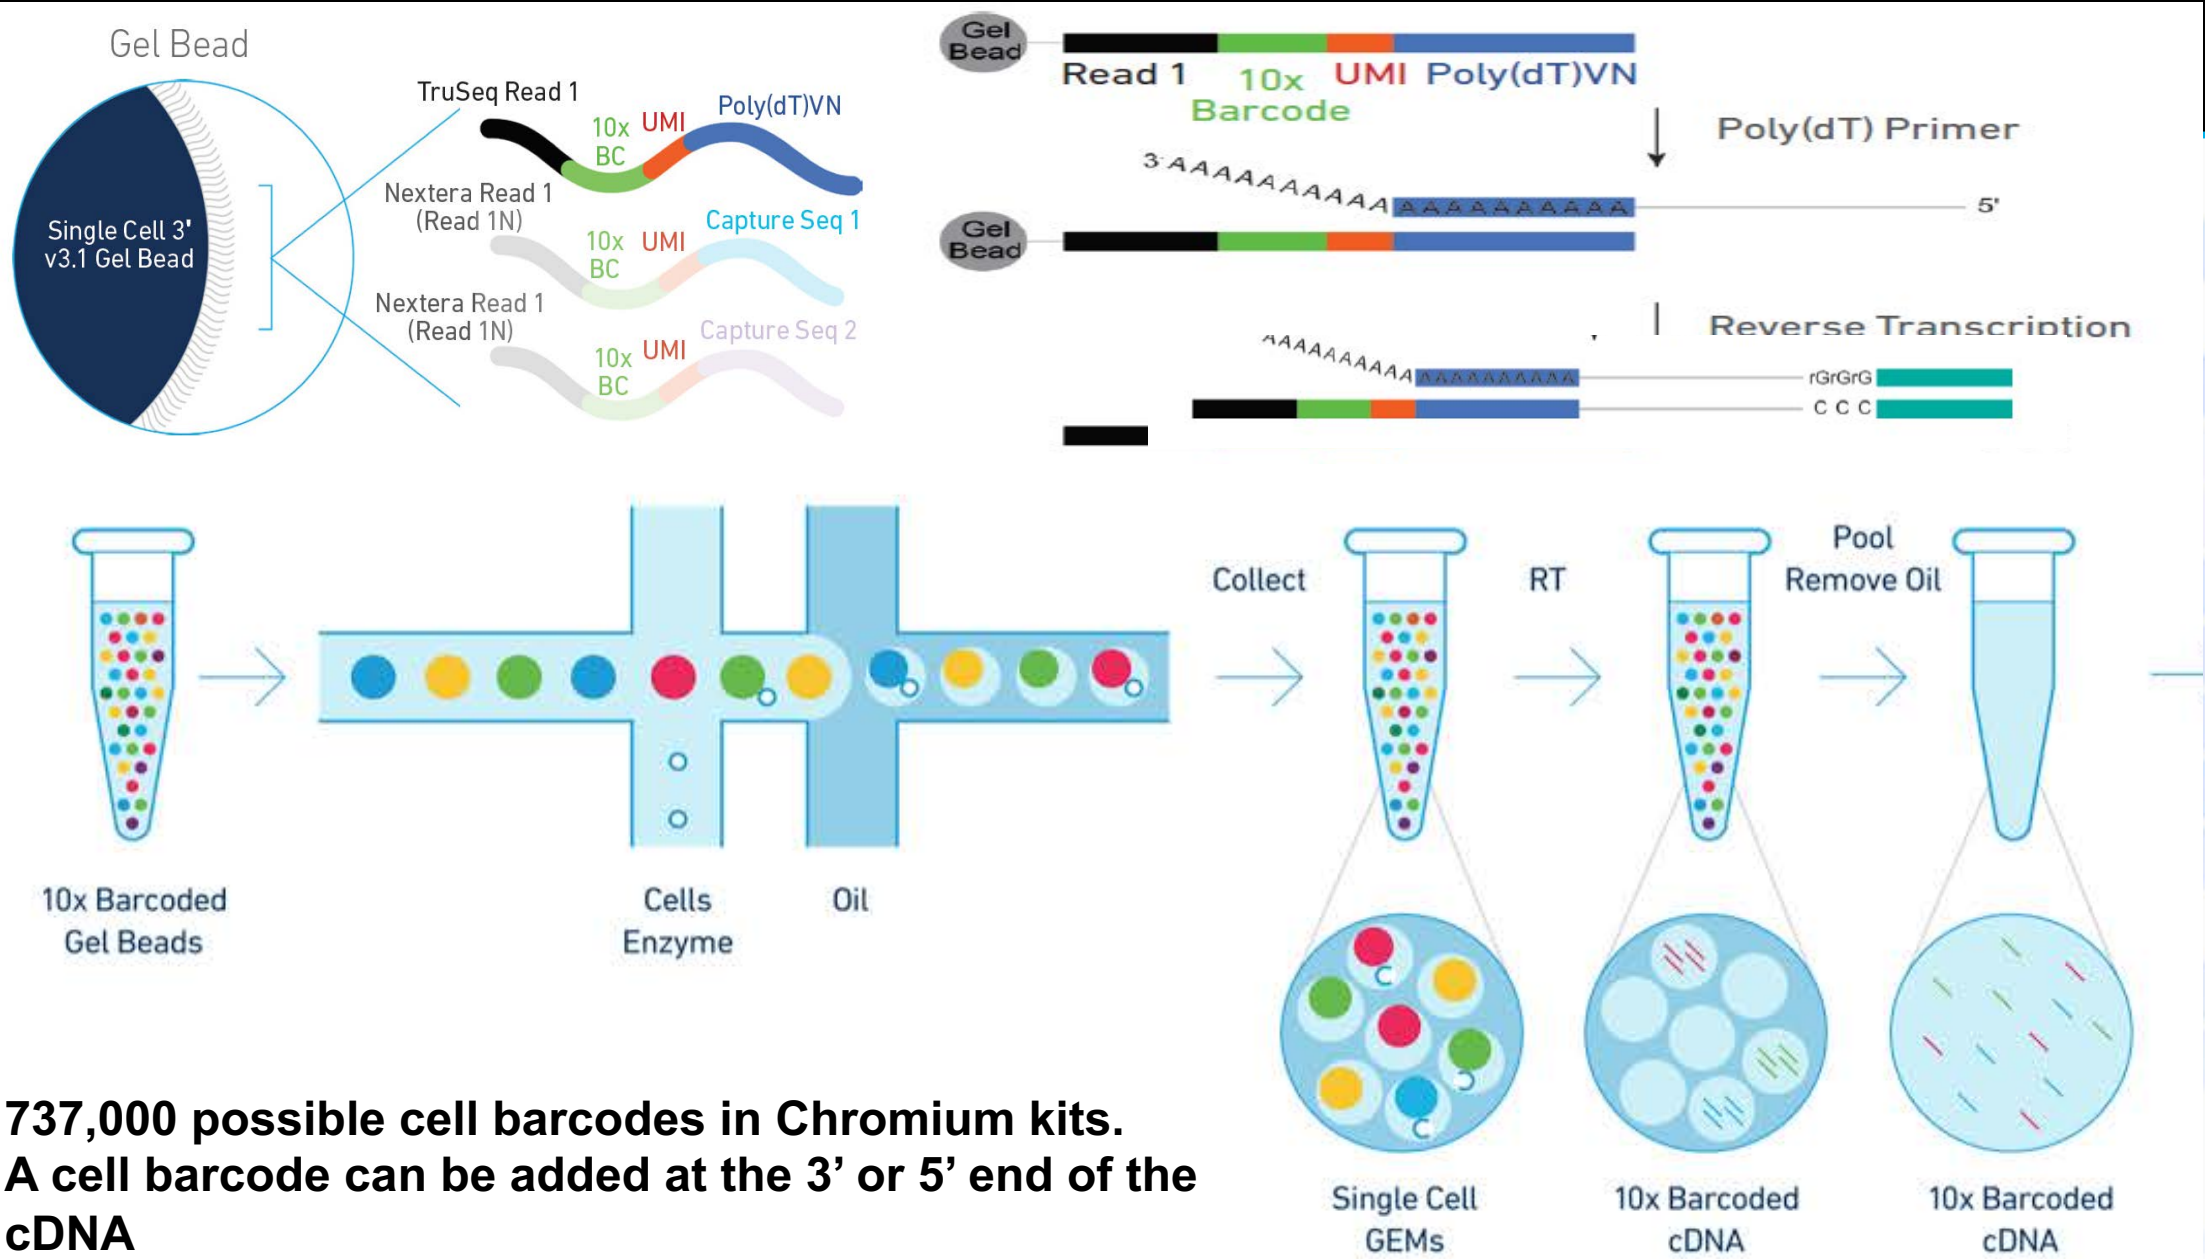 Gel Bead
Single Cell 3'
v3.1 Gel Bead
TruSeq Read 1
10x
BC
UMI
Poly(dT)VN
Nextera Read 1
(Read 1N)
10x
BC
UMI
Capture Seq 1
Nextera Read 1
(Read 1N)
10x
BC
UMI
Capture Seq 2
Gel
Bead
Read 1
10x
Barcode
UMI
Poly(dT)VN
Poly(dT) Primer
3' AAAAAAAAAAA
AAAAAAAAAA
5'
Gel
Bead
Reverse Transcription
AAAAAAAAAA
AAAAAAAAAA
rGrGrG
C C C
10x Barcoded
Gel Beads
Cells
Enzyme
Oil
Collect
RT
Pool
Remove Oil
Single Cell
GEMs
10x Barcoded
cDNA
10x Barcoded
cDNA
737,000 possible cell barcodes in Chromium kits.
A cell barcode can be added at the 3’ or 5’ end of the
cDNA